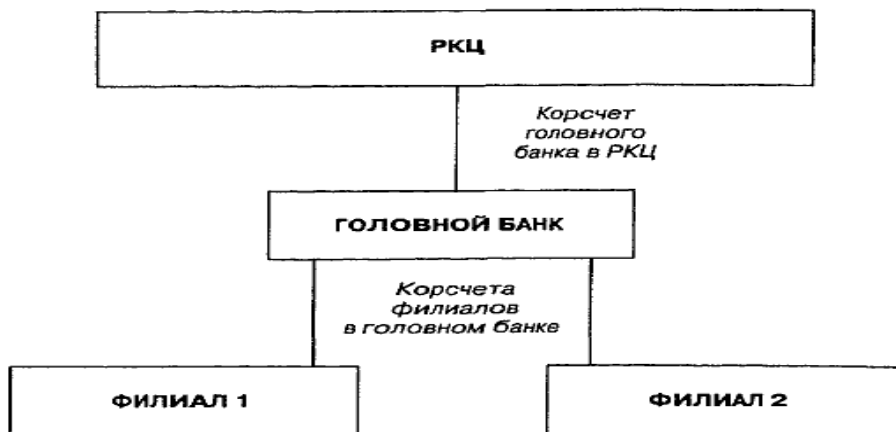 РКЦ
Корсчет
головного
банка в РКЦ
ГОЛОВНОЙ БАНК
Корсчета
филиалов
в головном банке
ФИЛИАЛ 1
ФИЛИАЛ 2